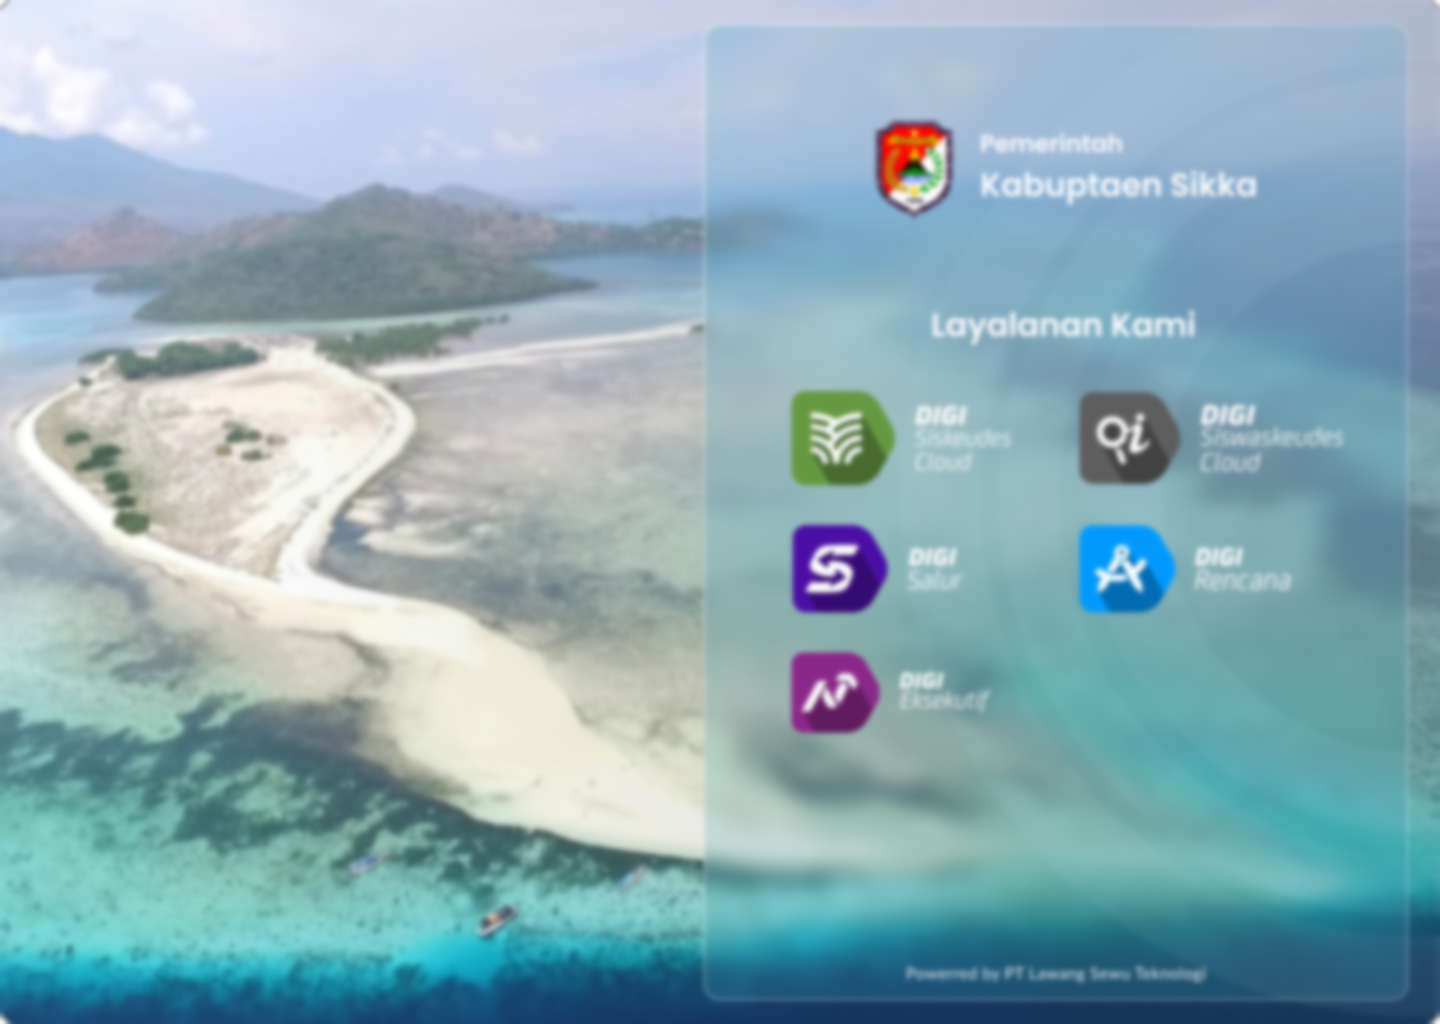 Pemerintah
Kabuptaen Sikka
Layalanan Kami
DIGI
Siskeudes
Cloud
DIGI
Siswaskeudes
Cloud
DIGI
Salur
DIGI
Rencana
DIGI
Eksekutif
Powerred by PT Lawang Sewu Teknologi